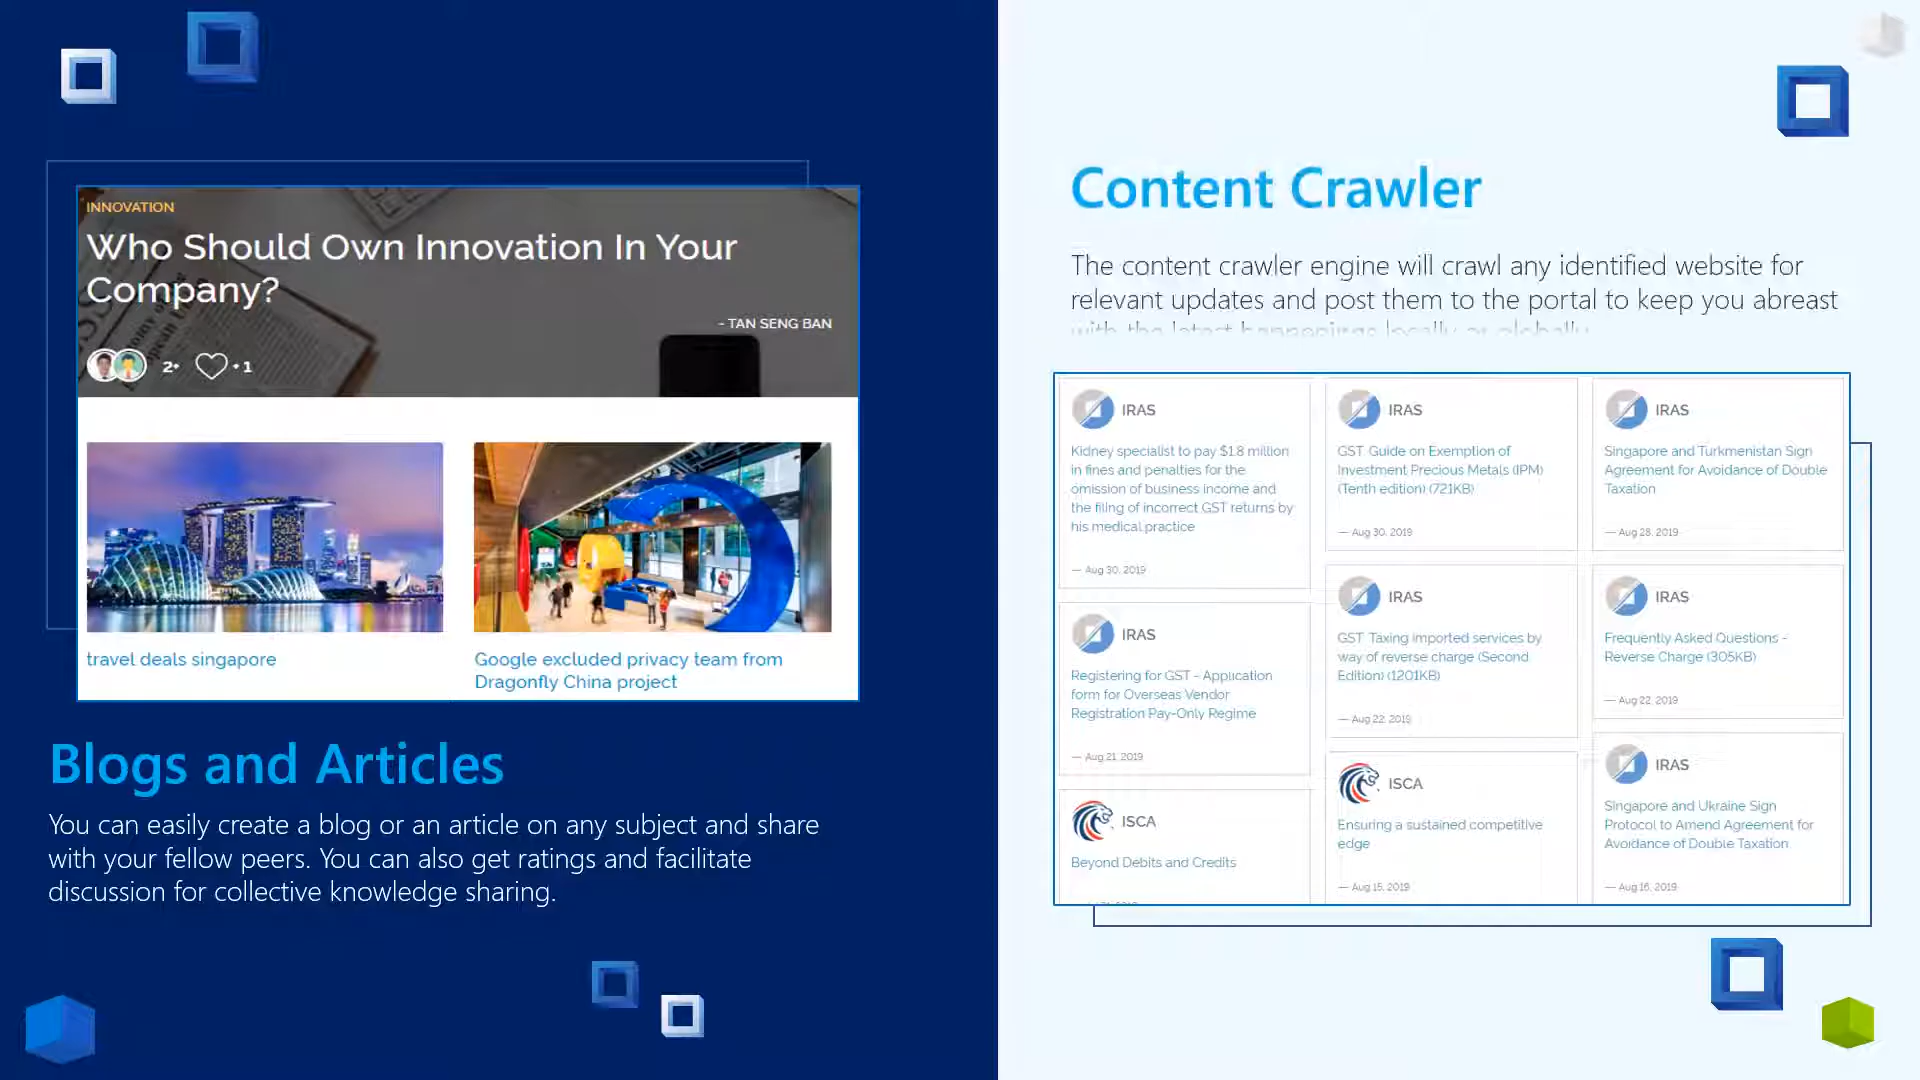 INNOVATION
Who Should Own Innovation In Your
Company?
- TAN SENG BAN
2+
+ 1
travel deals singapore
Google excluded privacy team from
Dragonfly China project
Blogs and Articles
You can easily create a blog or an article on any subject and share
with your fellow peers. You can also get ratings and facilitate
discussion for collective knowledge sharing.
Content Crawler
The content crawler engine will crawl any identified website for
relevant updates and post them to the portal to keep you abreast
with the latest happenings locally or globally
IRAS
Kidney specialist to pay $1.8 million
in fines and penalties for the
omission of business income and
the filing of incorrect GST returns by
his medical practice
— Aug 30, 2019
IRAS
Registering for GST - Application
form for Overseas Vendor
Registration Pay-Only Regime
— Aug 21, 2019
ISCA
Beyond Debits and Credits
IRAS
GST: Guide on Exemption of
Investment Precious Metals (IPM)
(Tenth edition) (721KB)
— Aug 30, 2019
IRAS
GST: Taxing imported services by
way of reverse charge (Second
Edition) (1201KB)
— Aug 22, 2019
ISCA
Ensuring a sustained competitive
edge
— Aug 15, 2019
IRAS
Singapore and Turkmenistan Sign
Agreement for Avoidance of Double
Taxation
— Aug 28, 2019
IRAS
Frequently Asked Questions -
Reverse Charge (305KB)
— Aug 22, 2019
IRAS
Singapore and Ukraine Sign
Protocol to Amend Agreement for
Avoidance of Double Taxation
— Aug 16, 2019